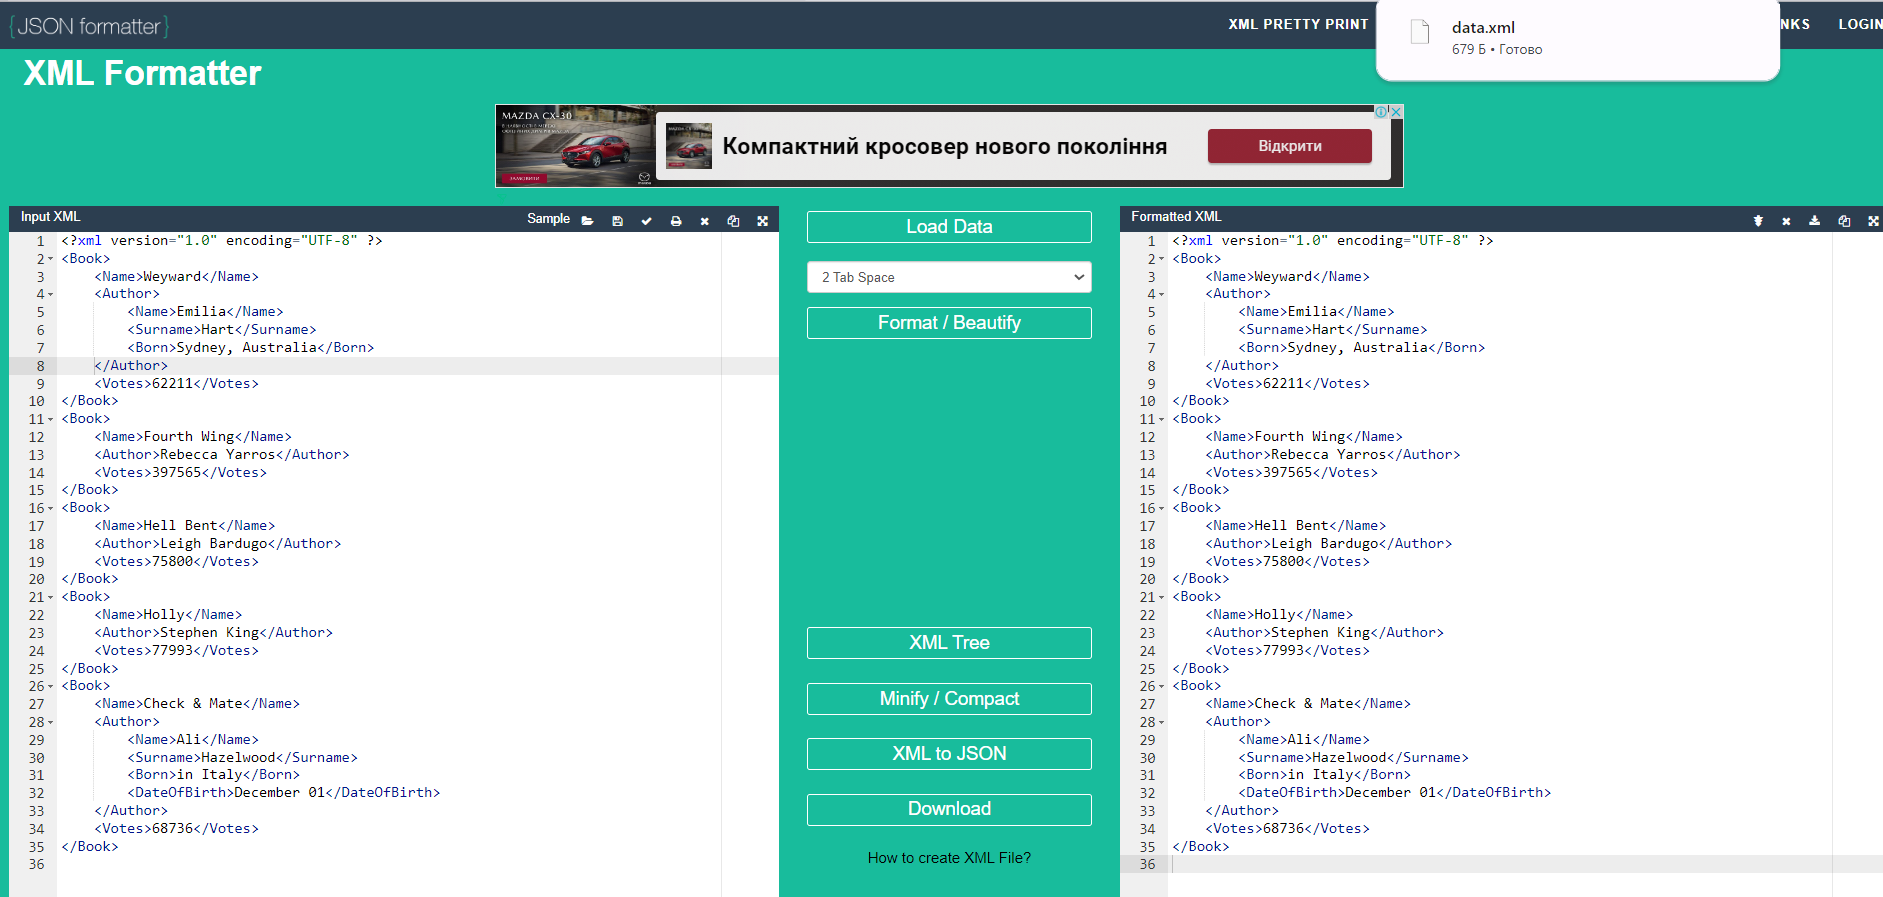 {JSON formatter}
XML PRETTY PRINT
NKS
LOGIN
data.xml
679 Б • Готово
XML Formatter
MAZDA CX-30
ЗАМОВИТИ
Компактний кросовер нового покоління
Відкрити
Input XML
Sample
1 <?xml version="1.0" encoding="UTF-8" ?>
2 <Book>
3 <Name>Weyward</Name>
4 <Author>
5 <Name>Emilia</Name>
6 <Surname>Hart</Surname>
7 <Born>Sydney, Australia</Born>
8 </Author>
9 <Votes>62211</Votes>
10 </Book>
11 <Book>
12 <Name>Fourth Wing</Name>
13 <Author>Rebecca Yarros</Author>
14 <Votes>397565</Votes>
15 </Book>
16 <Book>
17 <Name>Hell Bent</Name>
18 <Author>Leigh Bardugo</Author>
19 <Votes>75800</Votes>
20 </Book>
21 <Book>
22 <Name>Holly</Name>
23 <Author>Stephen King</Author>
24 <Votes>77993</Votes>
25 </Book>
26 <Book>
27 <Name>Check & Mate</Name>
28 <Author>
29 <Name>Ali</Name>
30 <Surname>Hazelwood</Surname>
31 <Born>in Italy</Born>
32 <DateOfBirth>December 01</DateOfBirth>
33 </Author>
34 <Votes>68736</Votes>
35 </Book>
36
Load Data
2 Tab Space
Format / Beautify
XML Tree
Minify / Compact
XML to JSON
Download
How to create XML File?
Formatted XML
1 <?xml version="1.0" encoding="UTF-8" ?>
2 <Book>
3 <Name>Weyward</Name>
4 <Author>
5 <Name>Emilia</Name>
6 <Surname>Hart</Surname>
7 <Born>Sydney, Australia</Born>
8 </Author>
9 <Votes>62211</Votes>
10 </Book>
11 <Book>
12 <Name>Fourth Wing</Name>
13 <Author>Rebecca Yarros</Author>
14 <Votes>397565</Votes>
15 </Book>
16 <Book>
17 <Name>Hell Bent</Name>
18 <Author>Leigh Bardugo</Author>
19 <Votes>75800</Votes>
20 </Book>
21 <Book>
22 <Name>Holly</Name>
23 <Author>Stephen King</Author>
24 <Votes>77993</Votes>
25 </Book>
26 <Book>
27 <Name>Check & Mate</Name>
28 <Author>
29 <Name>Ali</Name>
30 <Surname>Hazelwood</Surname>
31 <Born>in Italy</Born>
32 <DateOfBirth>December 01</DateOfBirth>
33 </Author>
34 <Votes>68736</Votes>
35 </Book>
36